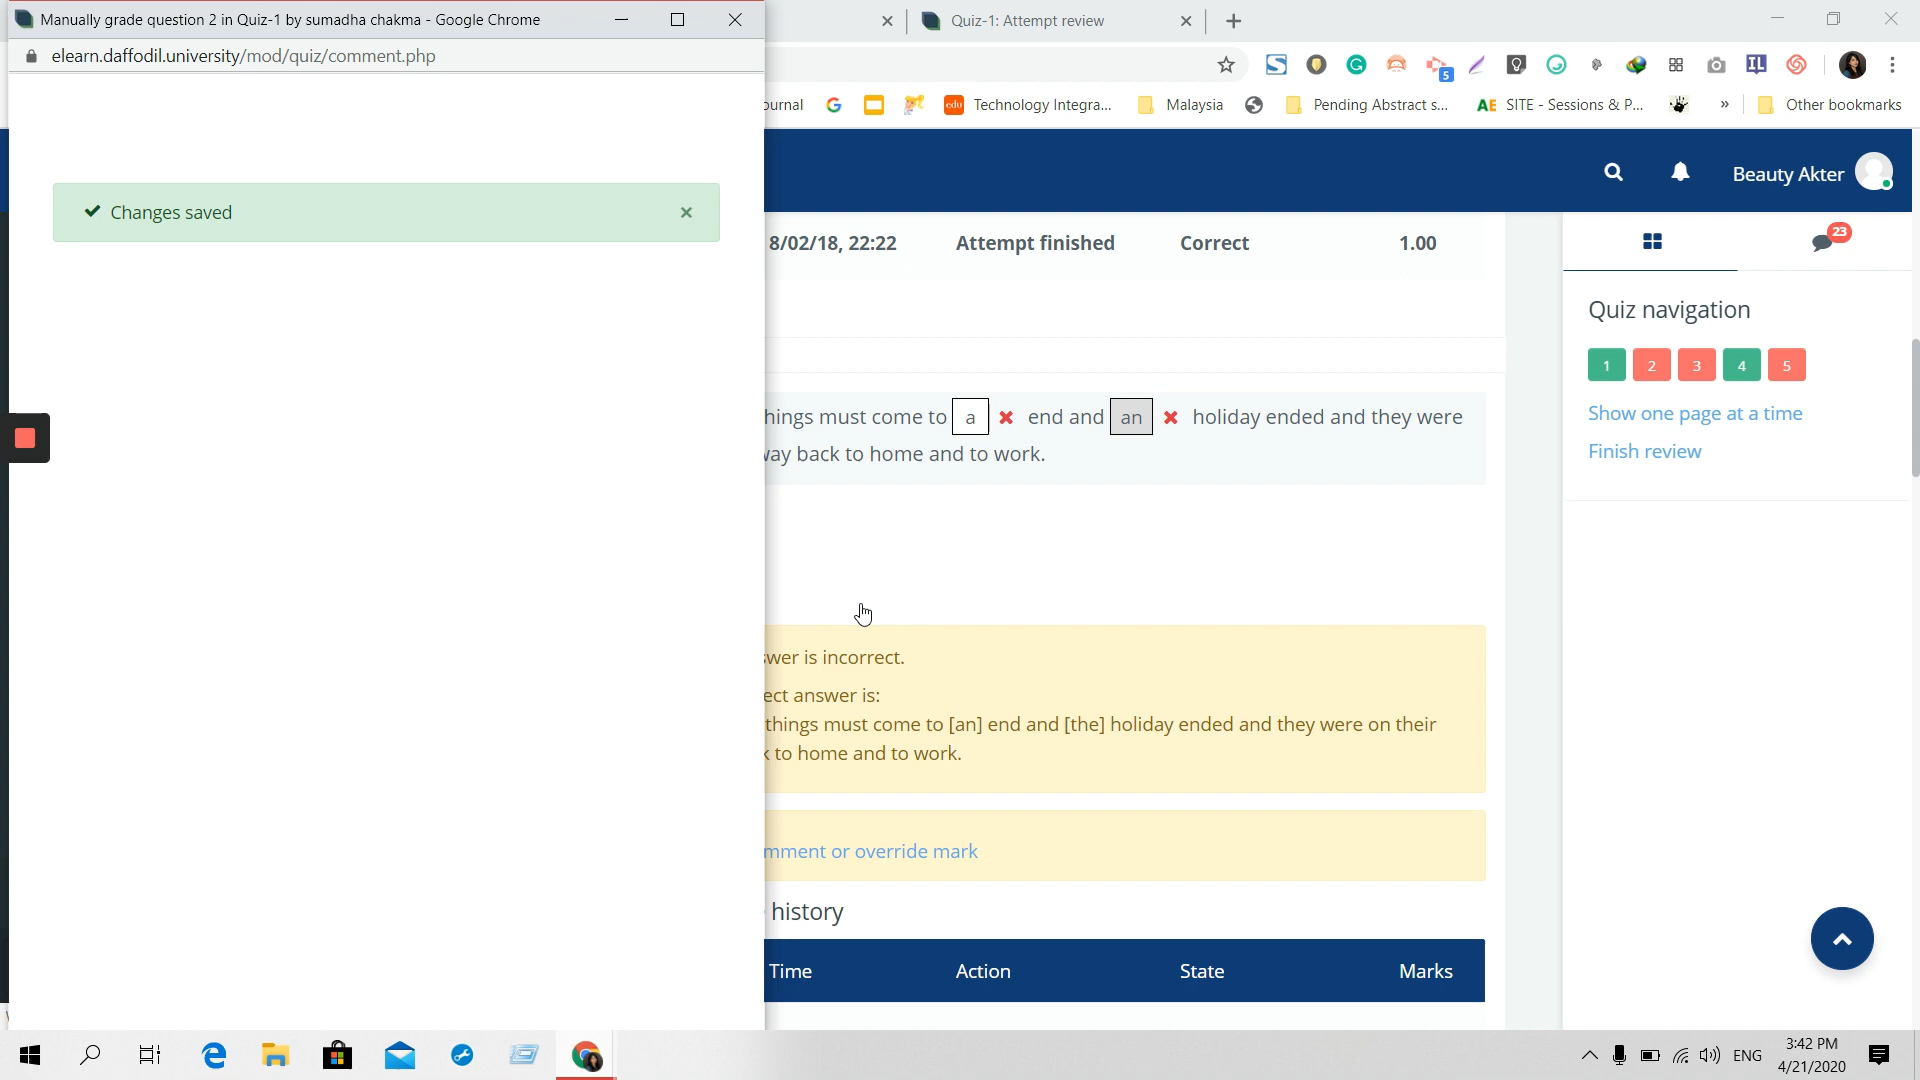 Manually grade question 2 in Quiz-1 by sumadha chakma - Google Chrome
elearn.daffodil.university/mod/quiz/comment.php
Changes saved
Quiz-1: Attempt review
5
edu Technology Integra...
Malaysia
Pending Abstract s...
AE SITE - Sessions & P...
Other bookmarks
Beauty Akter
8/02/18, 22:22 Attempt finished Correct 1.00
23
Quiz navigation
1 2 3 4 5
Show one page at a time
Finish review
things must come to a end and an holiday ended and they were
way back to home and to work.
is incorrect.
answer is:
things must come to [an] end and [the] holiday ended and they were on their
to home and to work.
or override mark
history
Time Action State Marks
IL
ENG
3:42 PM
4/21/2020